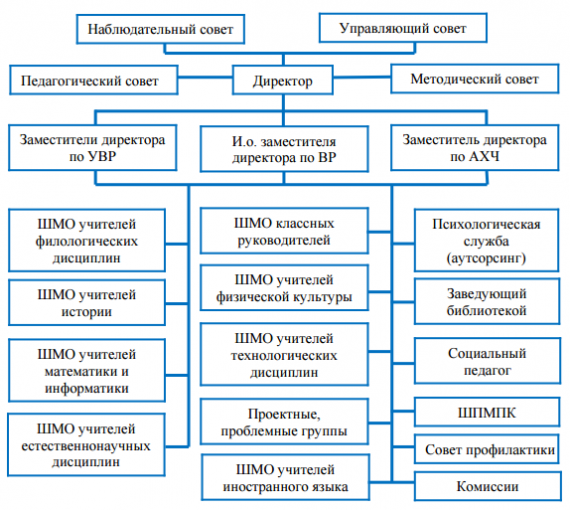 Наблюдательный совет
Управляющий совет
Педагогический совет
Директор
Методический совет
Заместители директора
по УВР
И.о. заместителя
директора по ВР
Заместитель директора
по АХЧ
ШМО учителей
филологических
дисциплин
ШМО классных
руководителей
Психологическая
служба
(аутсорсинг)
ШМО учителей
истории
ШМО учителей
физической культуры
Заведующий
библиотекой
ШМО учителей
математики и
информатики
ШМО учителей
технологических
дисциплин
Социальный
педагог
ШМО учителей
естественнонаучных
дисциплин
Проектные,
проблемные группы
ШПМПК
Совет профилактики
ШМО учителей
иностранного языка
Комиссии